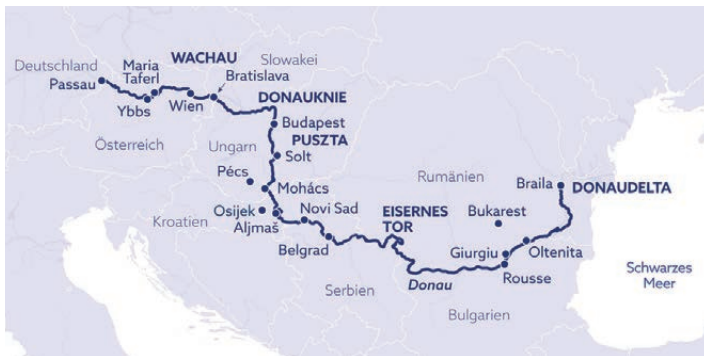 WACHAU
Slowakei
Maria
Taferl
Deutschland
Passau
Bratislava
DONAUKNIE
Ybbs
Wien
Budapest
PUSZTA
Österreich
Ungarn
Solt
Pécs
Mohács
Rumänien
Braila
DONAUDELTA
Osijek
Novi Sad
EISERNES
TOR
Bukarest
Kroatien
Aljmaš
Belgrad
Giurgiu
Oltenita
Rousse
Schwarzes
Meer
Serbien
Donau
Bulgarien